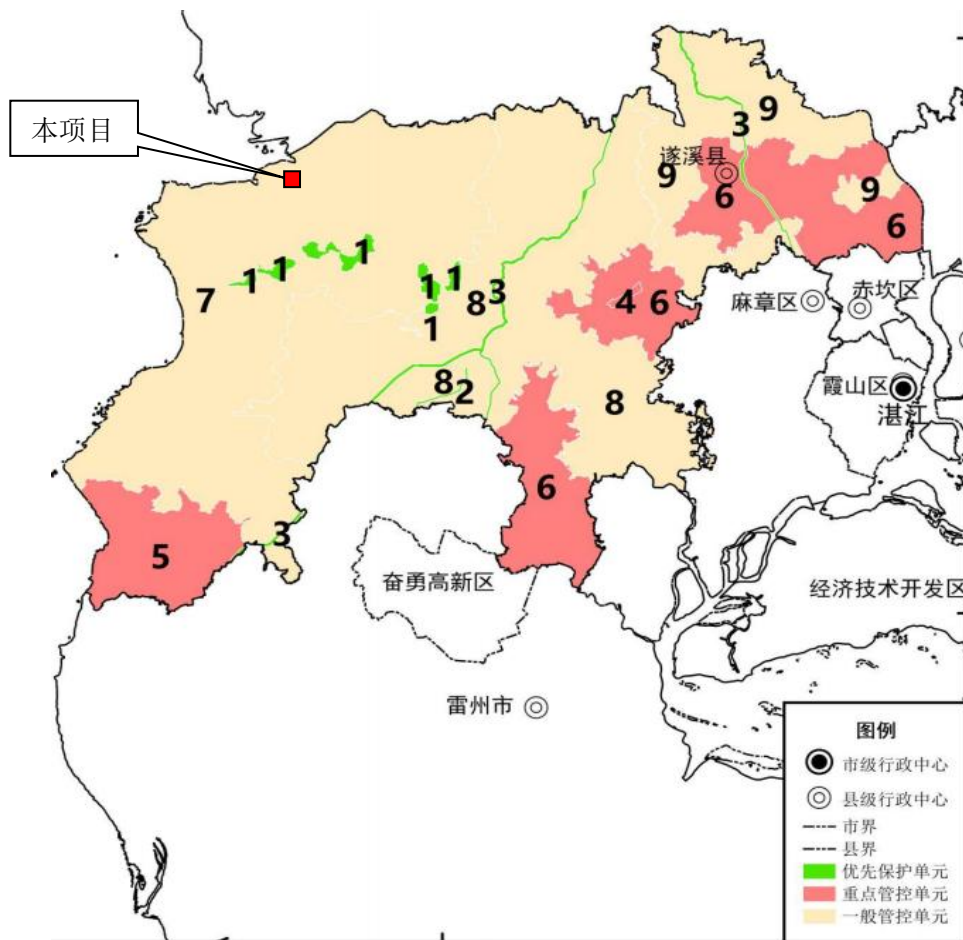 本项目
9
3
遂溪县
9
6
9
6
1
1
1
1
1
7
8
3
1
4
6
麻章区
赤坎区
8
2
8
霞山区
湛江
6
5
3
奋勇高新区
经济技术开发区
雷州市
图例
市级行政中心
县级行政中心
市界
县界
优先保护单元
重点管控单元
一般管控单元